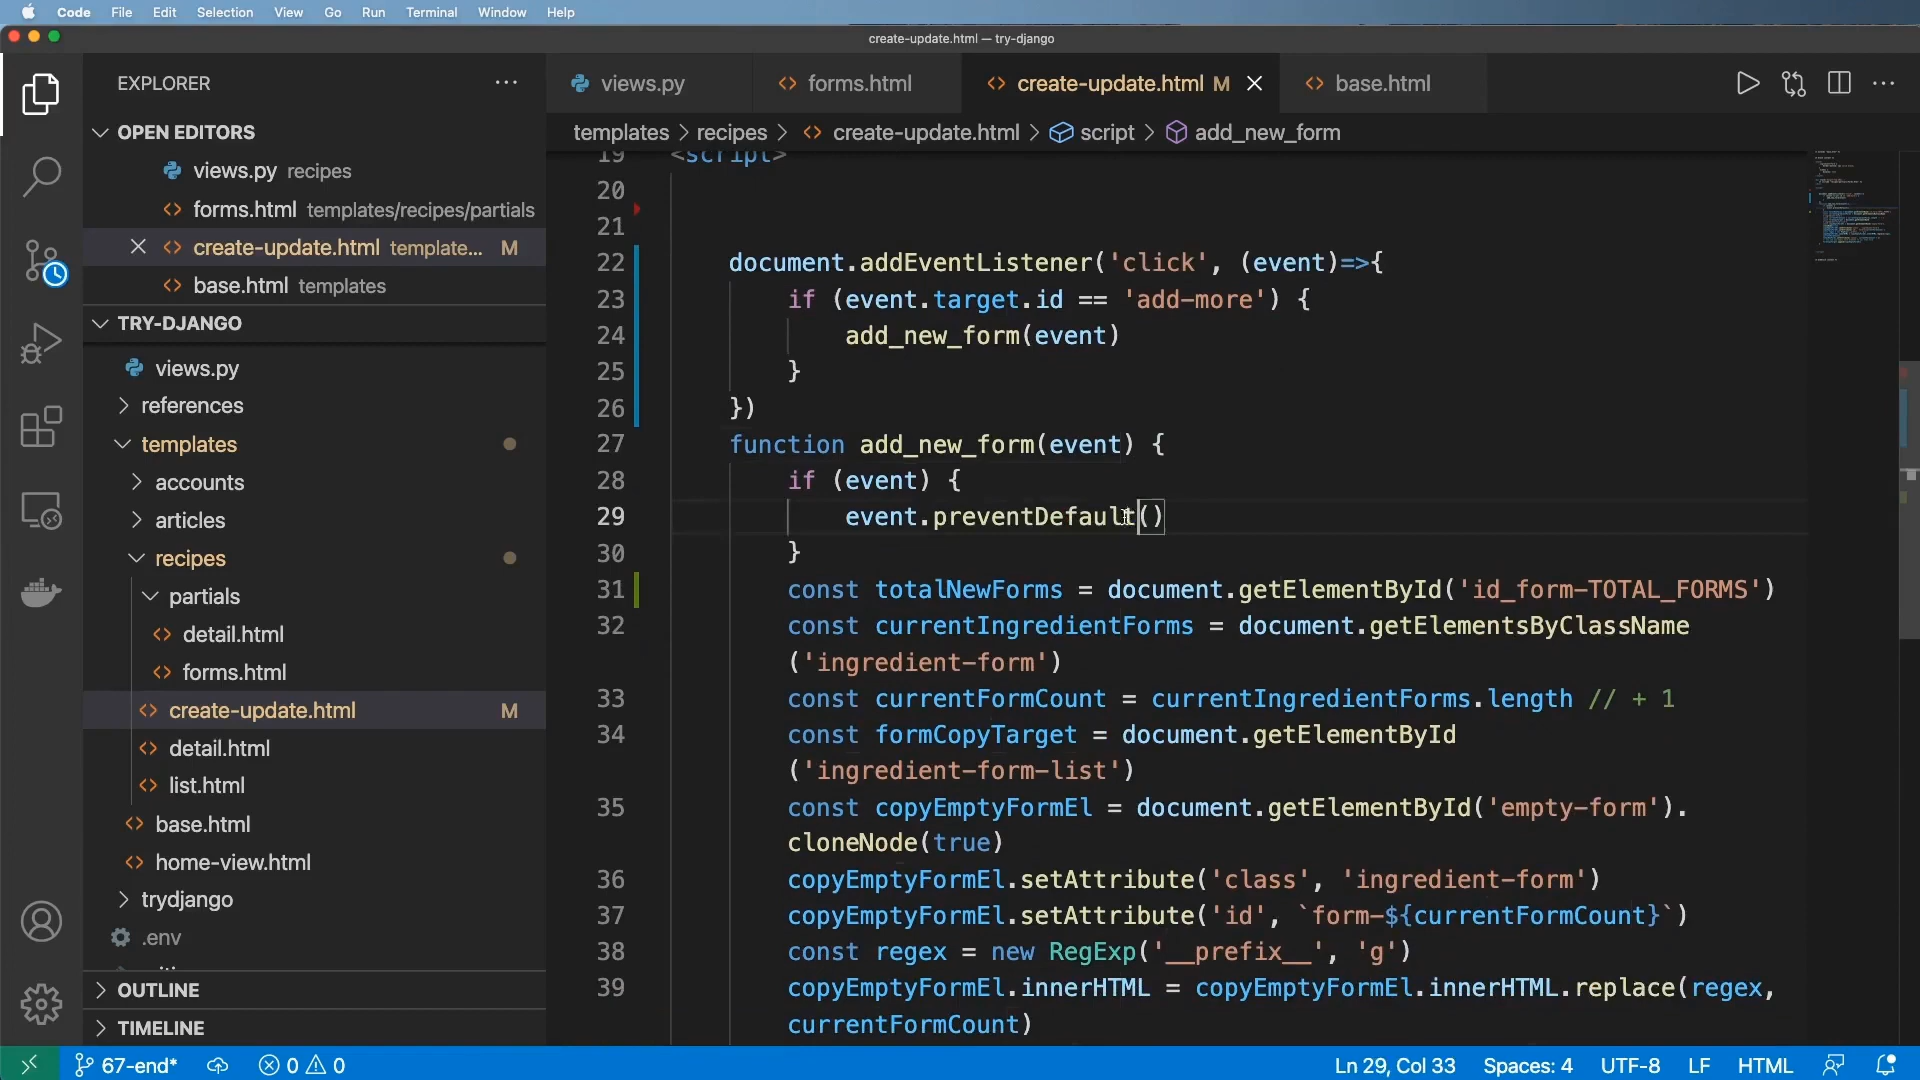 Code File Edit Selection View Go Run Terminal Window Help
create-update.html — try-django
EXPLORER
OPEN EDITORS
views.py recipes
forms.html templates/recipes/partials
create-update.html template... M
base.html templates
TRY-DJANGO
views.py
references
templates
accounts
articles
recipes
partials
detail.html
forms.html
create-update.html M
detail.html
list.html
base.html
home-view.html
trydjango
.env
OUTLINE
TIMELINE
views.py forms.html create-update.html M base.html
templates > recipes > create-update.html > script > add_new_form
19 <script>
20
21
22 document.addEventListener('click', (event)=>{
23 if (event.target.id == 'add-more') {
24 add_new_form(event)
25 }
26 })
27 function add_new_form(event) {
28 if (event) {
29 event.preventDefault()
30 }
31 const totalNewForms = document.getElementById('id_form-TOTAL_FORMS')
32 const currentIngredientForms = document.getElementsByClassName
('ingredient-form')
33 const currentFormCount = currentIngredientForms.length // + 1
34 const formCopyTarget = document.getElementById
('ingredient-form-list')
35 const copyEmptyFormEl = document.getElementById('empty-form').
cloneNode(true)
36 copyEmptyFormEl.setAttribute('class', 'ingredient-form')
37 copyEmptyFormEl.setAttribute('id', `form-${currentFormCount}`)
38 const regex = new RegExp('__prefix__', 'g')
39 copyEmptyFormEl.innerHTML = copyEmptyFormEl.innerHTML.replace(regex,
currentFormCount)
67-end* 0 0 Ln 29, Col 33 Spaces: 4 UTF-8 LF HTML